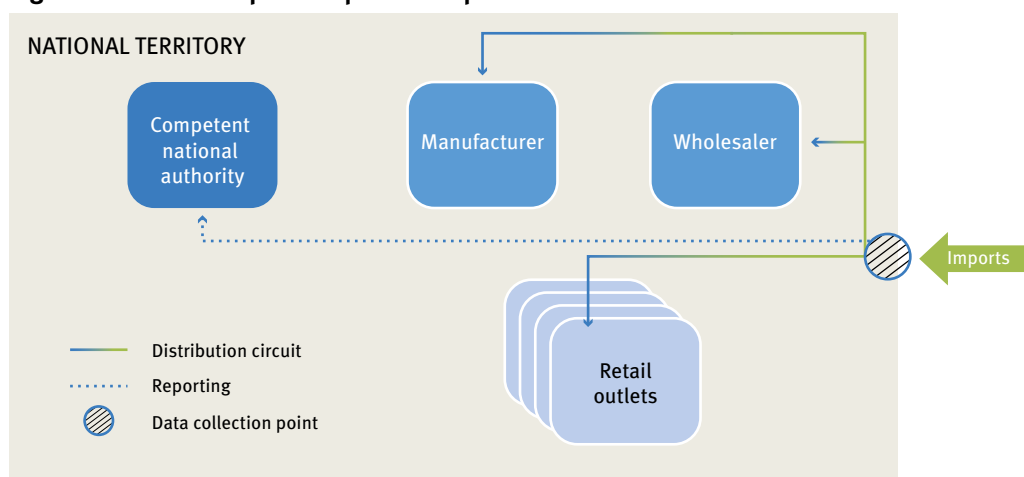 NATIONAL TERRITORY
Competent
national
authority
Manufacturer
Wholesaler
Imports
Retail
outlets
Distribution circuit
Reporting
Data collection point